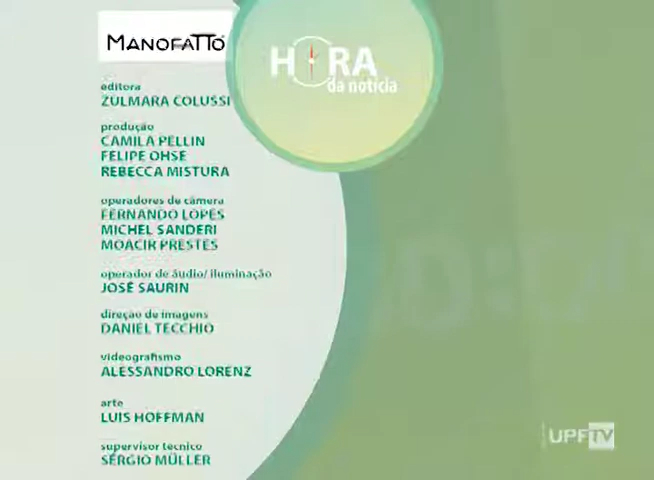 MANOFATTO
HORA
da notícia
editora
ZULMARA COLUSSI
produção
CAMILA PELLIN
FELIPE OHSE
REBECCA MISTURA
operadores de câmera
FERNANDO LOPES
MICHEL SANDERI
MOACIR PRESTES
operador de áudio/ iluminação
JOSÉ SAURIN
direção de imagens
DANIEL TECCHIO
videografismo
ALESSANDRO LORENZ
arte
LUIS HOFFMAN
supervisor tecnico
SÉRGIO MÜLLER
UPFTV